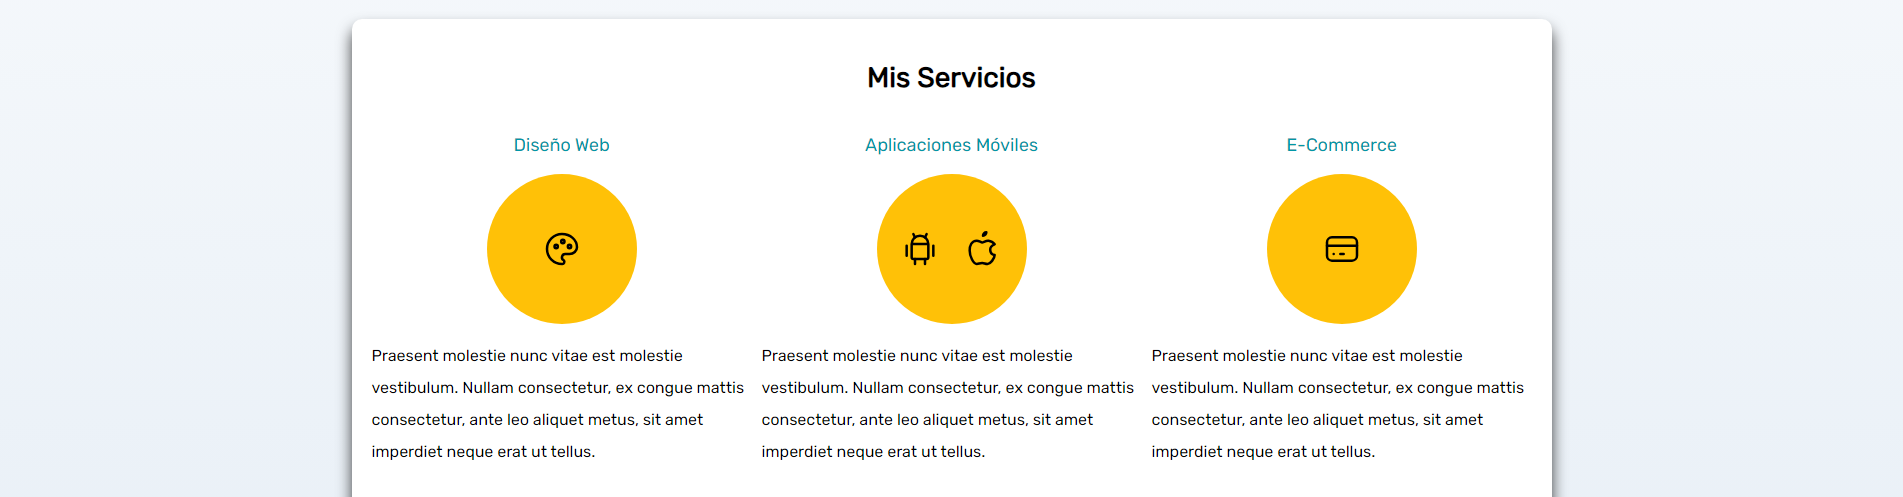 Mis Servicios
Diseño Web
Praesent molestie nunc vitae est molestie
vestibulum. Nullam consectetur, ex congue mattis
consectetur, ante leo aliquet metus, sit amet
imperdiet neque erat ut tellus.
Aplicaciones Móviles
Praesent molestie nunc vitae est molestie
vestibulum. Nullam consectetur, ex congue mattis
consectetur, ante leo aliquet metus, sit amet
imperdiet neque erat ut tellus.
E-Commerce
Praesent molestie nunc vitae est molestie
vestibulum. Nullam consectetur, ex congue mattis
consectetur, ante leo aliquet metus, sit amet
imperdiet neque erat ut tellus.